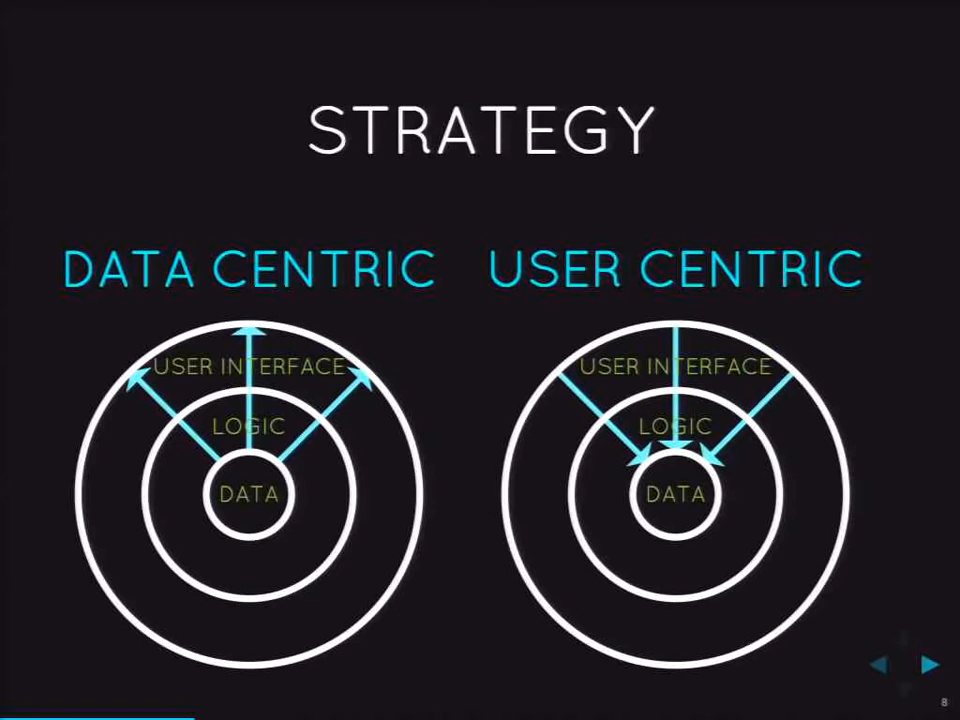 STRATEGY
DATA CENTRIC
USER INTERFACE
LOGIC
DATA
USER CENTRIC
USER INTERFACE
LOGIC
DATA
8